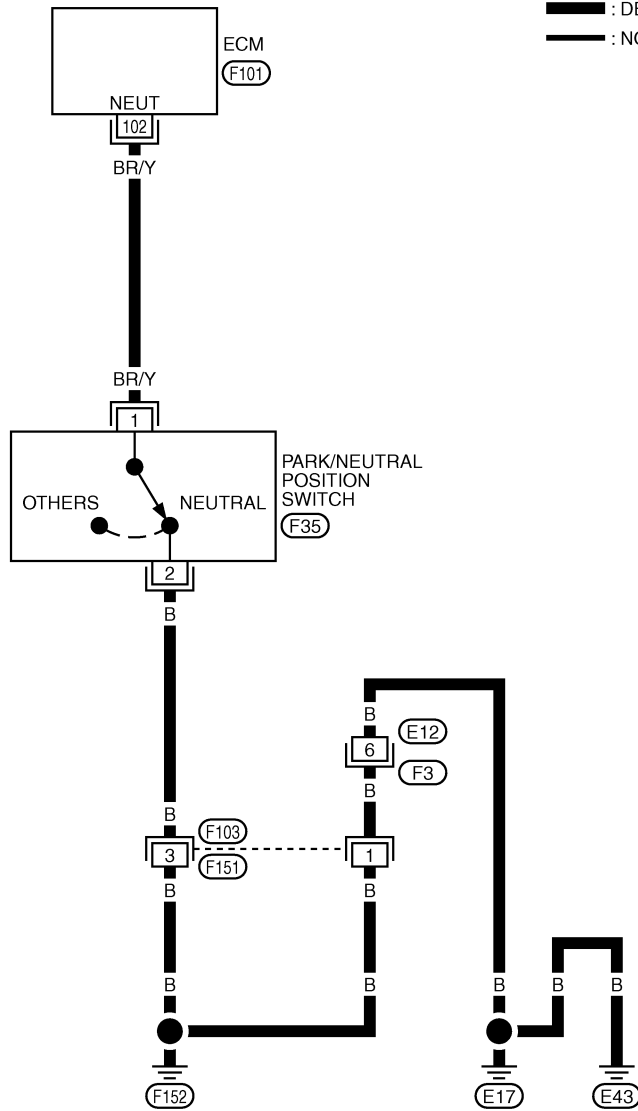 : DE
: NO
ECM
F101
NEUT
102
BR/Y
BR/Y
1
PARK/NEUTRAL
POSITION
SWITCH
F35
OTHERS
NEUTRAL
2
B
B
6
E12
F3
B
B
F103
3
F151
1
B
B
B
B
B
B
B
F152
E17
E43